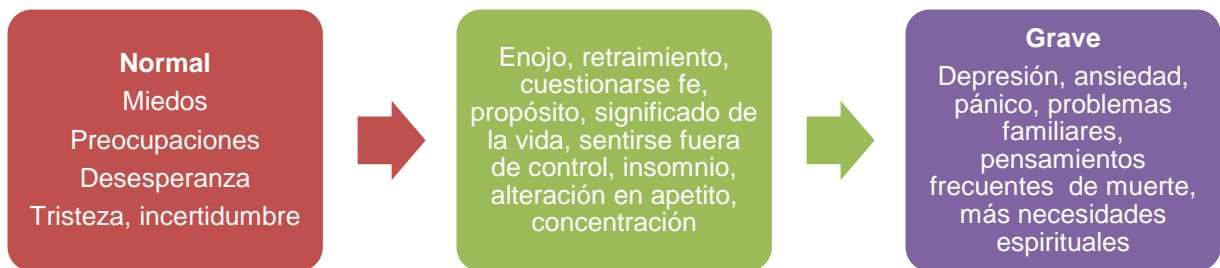 Normal
Miedos
Preocupaciones
Desesperanza
Tristeza, incertidumbre
Enojo, retraimiento,
cuestionarse fe,
propósito, significado de
la vida, sentirse fuera
de control, insomnio,
alteración en apetito,
concentración
Grave
Depresión, ansiedad,
pánico, problemas
familiares,
pensamientos
frecuentes de muerte,
más necesidades
espirituales